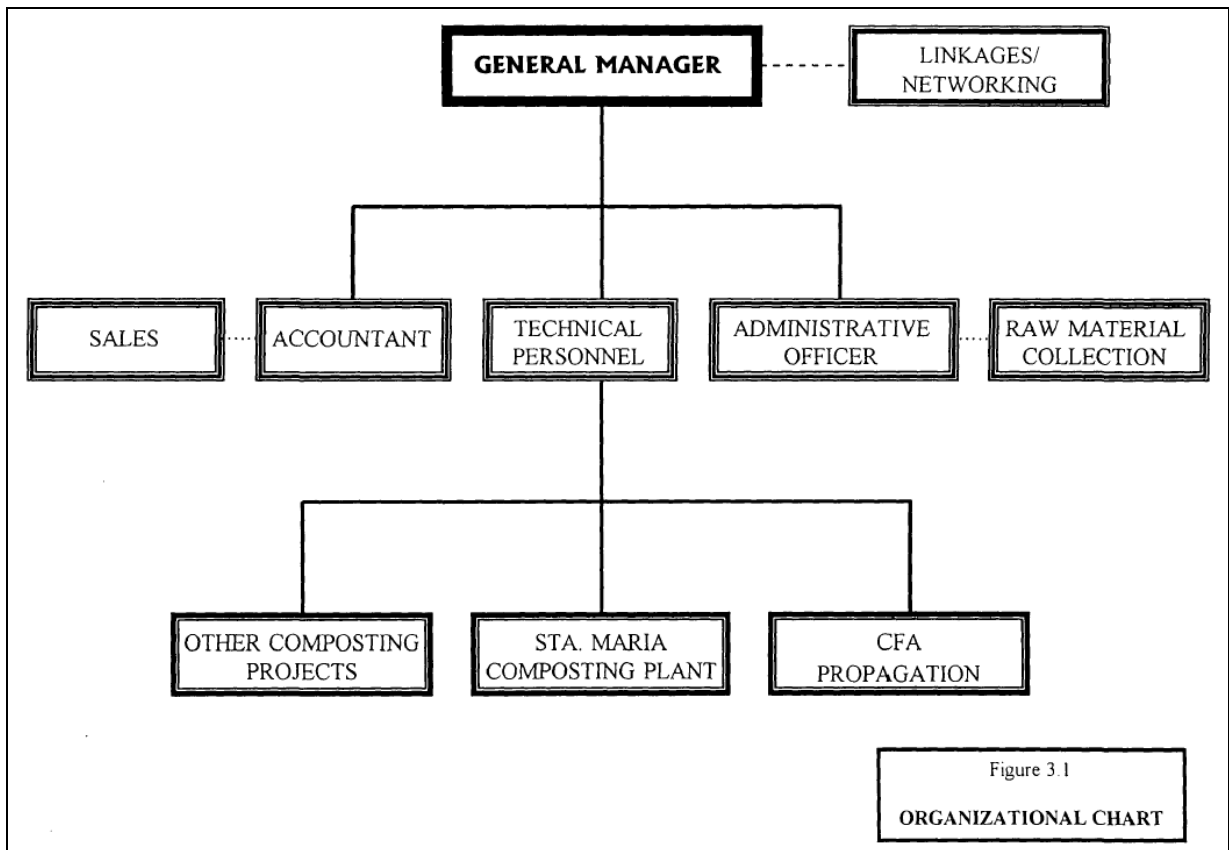 GENERAL MANAGER
LINKAGES/
NETWORKING
SALES
ACCOUNTANT
TECHNICAL
PERSONNEL
ADMINISTRATIVE
OFFICER
RAW MATERIAL
COLLECTION
OTHER COMPOSTING
PROJECTS
STA. MARIA
COMPOSTING PLANT
CFA
PROPAGATION
Figure 3.1
ORGANIZATIONAL CHART